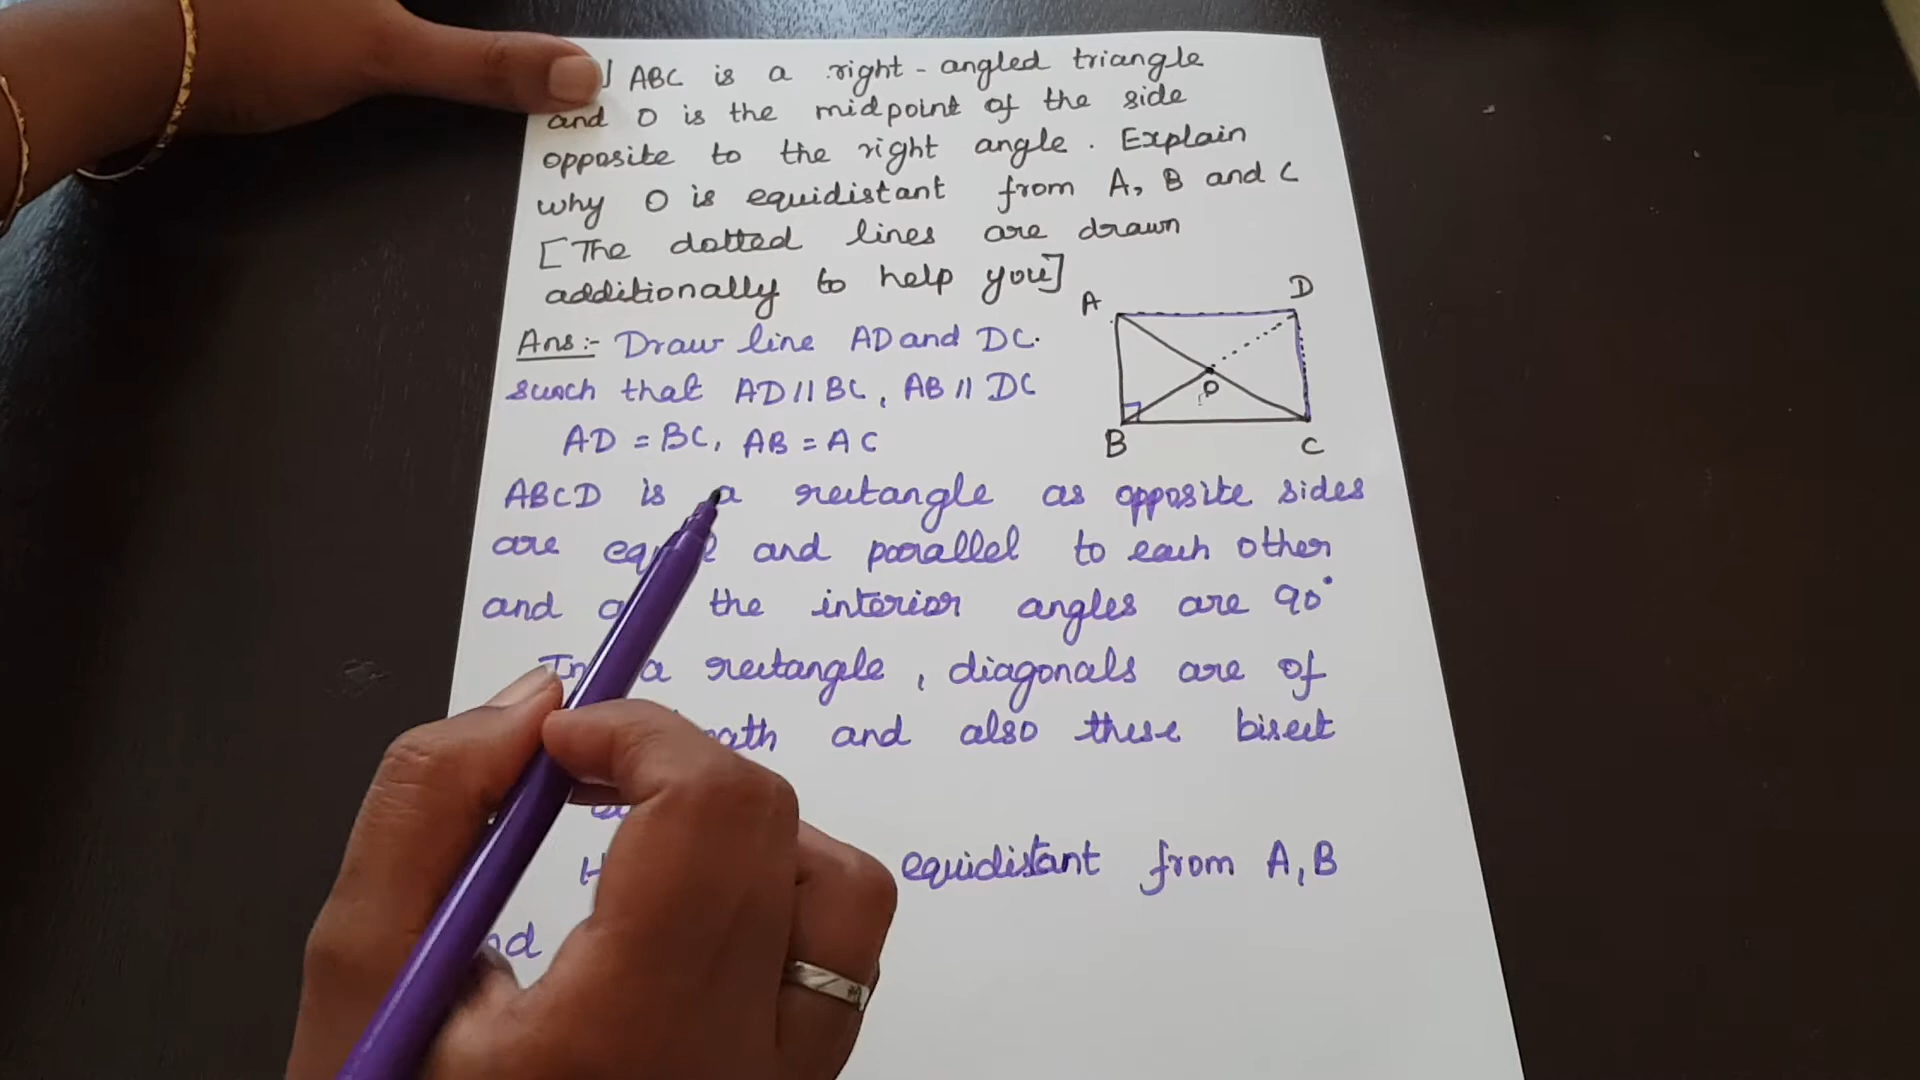 ABC is a right-angled triangle
and O is the midpoint of the side
opposite to the right angle. Explain
why O is equidistant from A, B and C
[The dotted lines are drawn
additionally to help you]
A D
Ans:- Draw line AD and DC.
such that AD//BC, AB//DC
O
AD = BC, AB = AC
B C
ABCD is a rectangle as opposite sides
are and parallel to each other
and the interior angles are 90°
In a rectangle, diagonals are of
and also these bisect
equidistant from A, B